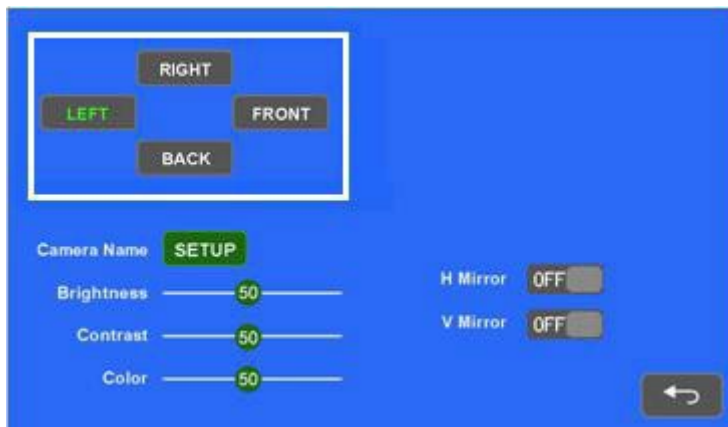 RIGHT
LEFT FRONT
BACK
Camera Name SETUP
Brightness 50
Contrast 50
Color 50
H Mirror OFF
V Mirror OFF